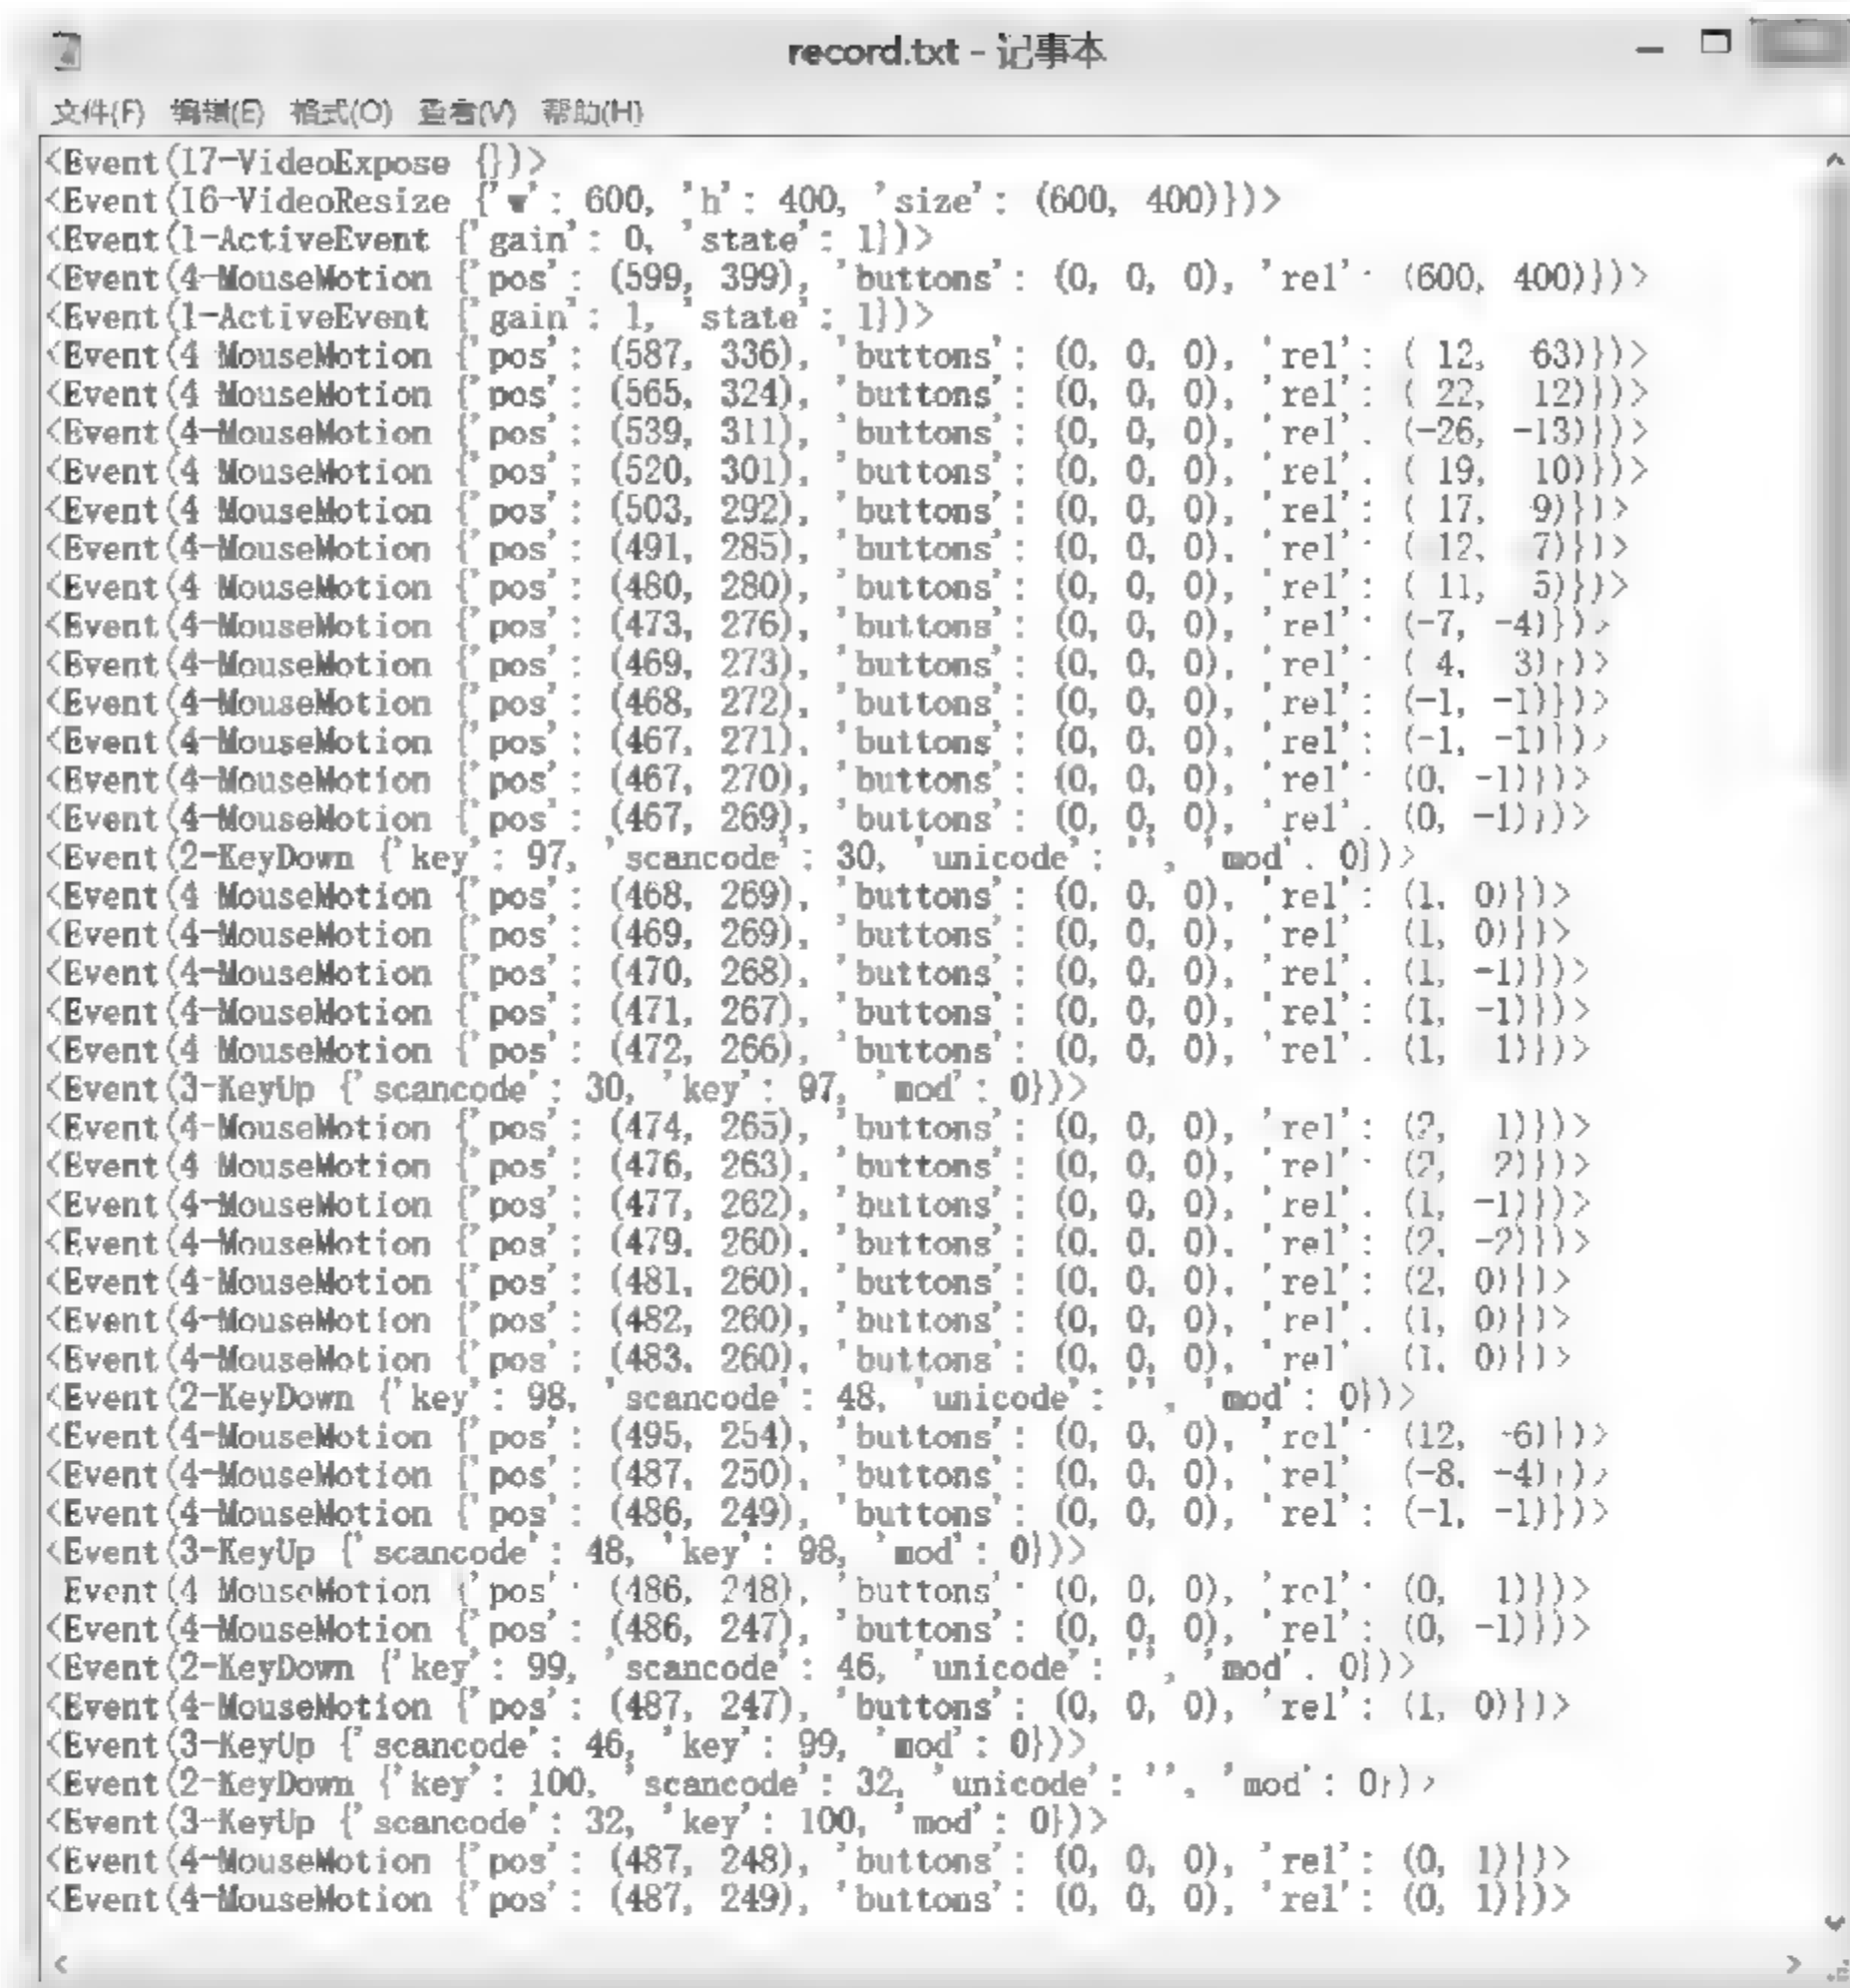 record.txt - 记事本
文件(F) 编辑(E) 格式(O) 查看(V) 帮助(H)
<Event(17-VideoExpose {})>
<Event(16-VideoResize {'w': 600, 'h': 400, 'size': (600, 400)})>
<Event(1-ActiveEvent {'gain': 0, 'state': 1})>
<Event(4-MouseMotion {'pos': (599, 399), 'buttons': (0, 0, 0), 'rel': (600, 400)})>
<Event(1-ActiveEvent {'gain': 1, 'state': 1})>
<Event(4 MouseMotion {'pos': (587, 336), 'buttons': (0, 0, 0), 'rel': ( 12,  63)})>
<Event(4 MouseMotion {'pos': (565, 324), 'buttons': (0, 0, 0), 'rel': ( 22,  12)})>
<Event(4-MouseMotion {'pos': (539, 311), 'buttons': (0, 0, 0), 'rel': (-26, -13)})>
<Event(4 MouseMotion {'pos': (520, 301), 'buttons': (0, 0, 0), 'rel': ( 19,  10)})>
<Event(4 MouseMotion {'pos': (503, 292), 'buttons': (0, 0, 0), 'rel': ( 17,  9)})>
<Event(4-MouseMotion {'pos': (491, 285), 'buttons': (0, 0, 0), 'rel': ( 12,  7)})>
<Event(4 MouseMotion {'pos': (480, 280), 'buttons': (0, 0, 0), 'rel': ( 11,  5)})>
<Event(4-MouseMotion {'pos': (473, 276), 'buttons': (0, 0, 0), 'rel': (-7, -4)})>
<Event(4-MouseMotion {'pos': (469, 273), 'buttons': (0, 0, 0), 'rel': ( 4,  3)})>
<Event(4-MouseMotion {'pos': (468, 272), 'buttons': (0, 0, 0), 'rel': (-1, -1)})>
<Event(4-MouseMotion {'pos': (467, 271), 'buttons': (0, 0, 0), 'rel': (-1, -1)})>
<Event(4-MouseMotion {'pos': (467, 270), 'buttons': (0, 0, 0), 'rel': (0, -1)})>
<Event(4-MouseMotion {'pos': (467, 269), 'buttons': (0, 0, 0), 'rel': (0, -1)})>
<Event(2-KeyDown {'key': 97, 'scancode': 30, 'unicode': '', 'mod': 0})>
<Event(4 MouseMotion {'pos': (468, 269), 'buttons': (0, 0, 0), 'rel': (1, 0)})>
<Event(4-MouseMotion {'pos': (469, 269), 'buttons': (0, 0, 0), 'rel': (1, 0)})>
<Event(4-MouseMotion {'pos': (470, 268), 'buttons': (0, 0, 0), 'rel': (1, -1)})>
<Event(4-MouseMotion {'pos': (471, 267), 'buttons': (0, 0, 0), 'rel': (1, -1)})>
<Event(4 MouseMotion {'pos': (472, 266), 'buttons': (0, 0, 0), 'rel': (1,  1)})>
<Event(3-KeyUp {'scancode': 30, 'key': 97, 'mod': 0})>
<Event(4-MouseMotion {'pos': (474, 265), 'buttons': (0, 0, 0), 'rel': (2,  1)})>
<Event(4 MouseMotion {'pos': (476, 263), 'buttons': (0, 0, 0), 'rel': (2,  2)})>
<Event(4-MouseMotion {'pos': (477, 262), 'buttons': (0, 0, 0), 'rel': (1, -1)})>
<Event(4-MouseMotion {'pos': (479, 260), 'buttons': (0, 0, 0), 'rel': (2, -2)})>
<Event(4-MouseMotion {'pos': (481, 260), 'buttons': (0, 0, 0), 'rel': (2, 0)})>
<Event(4-MouseMotion {'pos': (482, 260), 'buttons': (0, 0, 0), 'rel': (1, 0)})>
<Event(4-MouseMotion {'pos': (483, 260), 'buttons': (0, 0, 0), 'rel': (1, 0)})>
<Event(2-KeyDown {'key': 98, 'scancode': 48, 'unicode': '', 'mod': 0})>
<Event(4-MouseMotion {'pos': (495, 254), 'buttons': (0, 0, 0), 'rel': (12, -6)})>
<Event(4-MouseMotion {'pos': (487, 250), 'buttons': (0, 0, 0), 'rel': (-8, -4)})>
<Event(4-MouseMotion {'pos': (486, 249), 'buttons': (0, 0, 0), 'rel': (-1, -1)})>
<Event(3-KeyUp {'scancode': 48, 'key': 98, 'mod': 0})>
Event(4 MouseMotion {'pos': (486, 248), 'buttons': (0, 0, 0), 'rel': (0,  1)})>
<Event(4-MouseMotion {'pos': (486, 247), 'buttons': (0, 0, 0), 'rel': (0, -1)})>
<Event(2-KeyDown {'key': 99, 'scancode': 46, 'unicode': '', 'mod': 0})>
<Event(4-MouseMotion {'pos': (487, 247), 'buttons': (0, 0, 0), 'rel': (1, 0)})>
<Event(3-KeyUp {'scancode': 46, 'key': 99, 'mod': 0})>
<Event(2-KeyDown {'key': 100, 'scancode': 32, 'unicode': '', 'mod': 0})>
<Event(3-KeyUp {'scancode': 32, 'key': 100, 'mod': 0})>
<Event(4-MouseMotion {'pos': (487, 248), 'buttons': (0, 0, 0), 'rel': (0, 1)})>
<Event(4-MouseMotion {'pos': (487, 249), 'buttons': (0, 0, 0), 'rel': (0, 1)})>